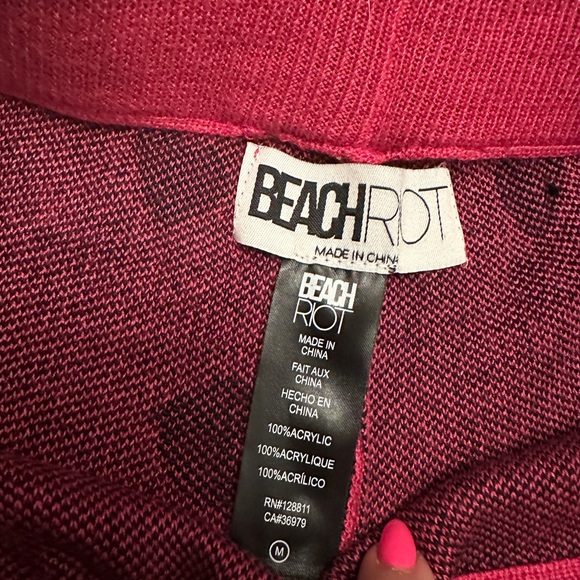 BEACHRIOT
MADE IN CHINA
BEACH
RIOT
MADE IN
CHINA
FAIT AUX
CHINA
HECHO EN
CHINA
100%ACRYLIC
100%ACRYLIQUE
100%ACRÍLICO
RN#128811
CA#36979
M